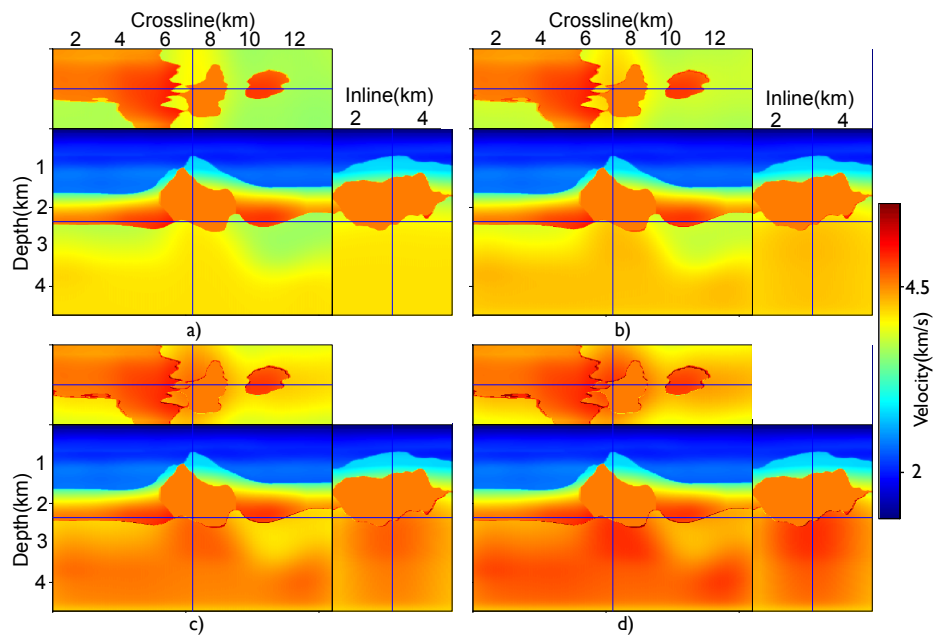 Crossline(km)
2 4 6 8 10 12
Inline(km)
2 4
Depth(km)
1
2
3
4
a)
Crossline(km)
2 4 6 8 10 12
Inline(km)
2 4
b)
4.5
2
Velocity(km/s)
Depth(km)
1
2
3
4
c)
d)